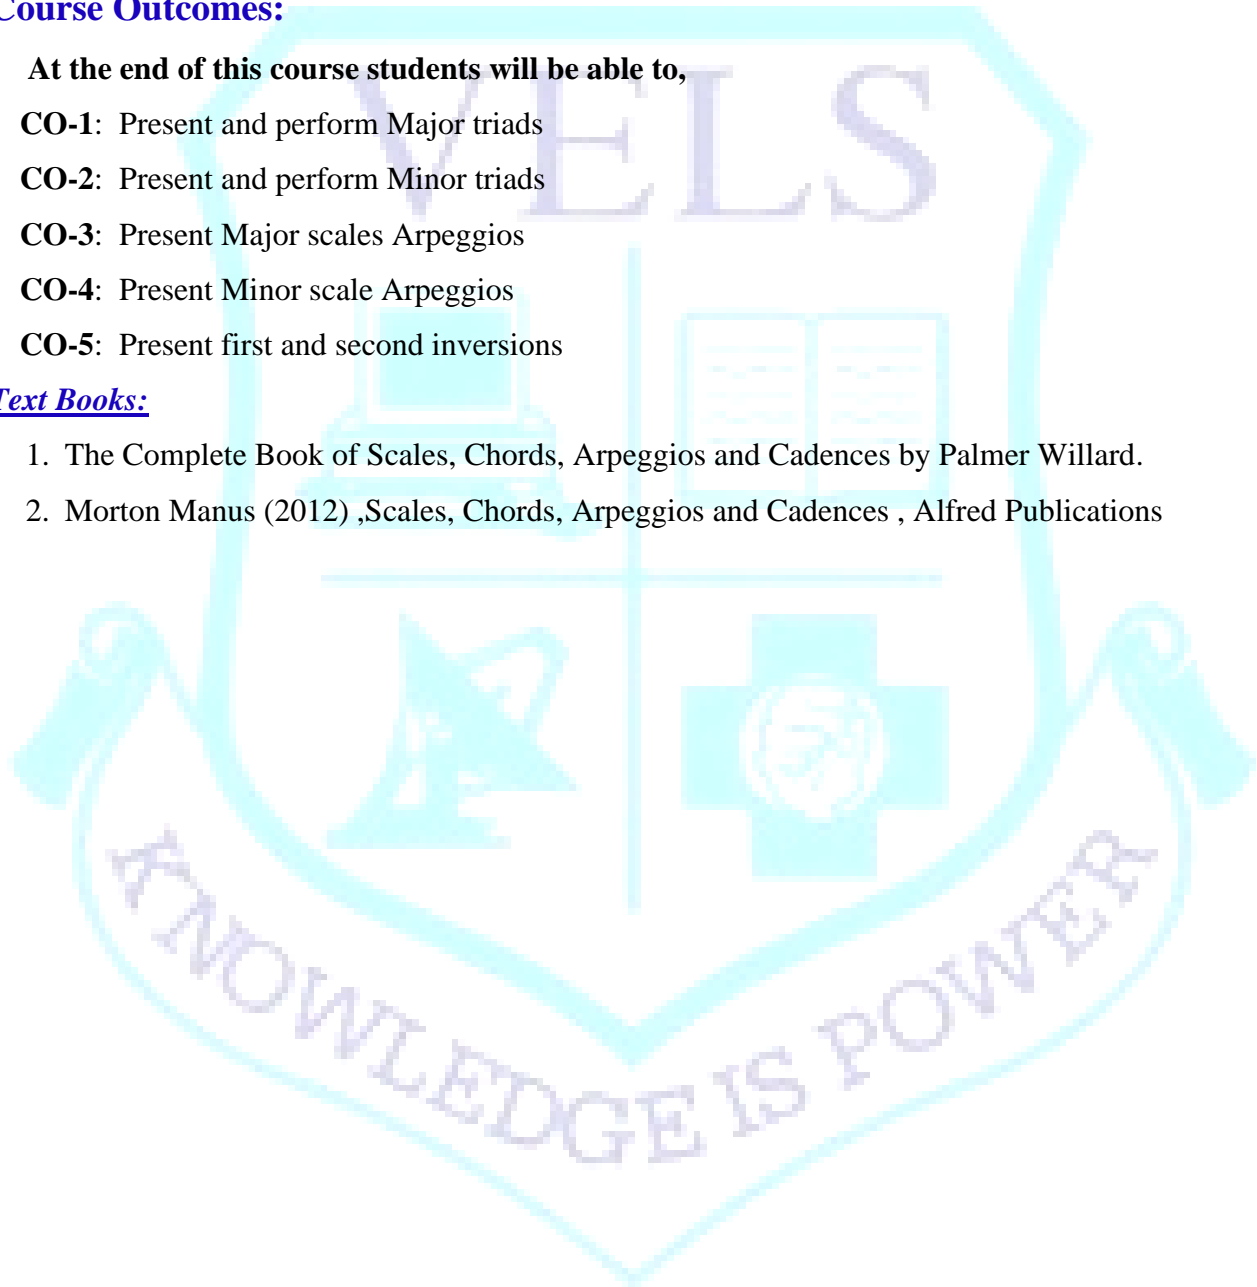 Course Outcomes:
VELS
At the end of this course students will be able to,
CO-1: Present and perform Major triads
CO-2: Present and perform Minor triads
CO-3: Present Major scales Arpeggios
CO-4: Present Minor scale Arpeggios
CO-5: Present first and second inversions
Text Books:
1. The Complete Book of Scales, Chords, Arpeggios and Cadences by Palmer Willard.
2. Morton Manus (2012) ,Scales, Chords, Arpeggios and Cadences , Alfred Publications
KNOWLEDGE IS POWER